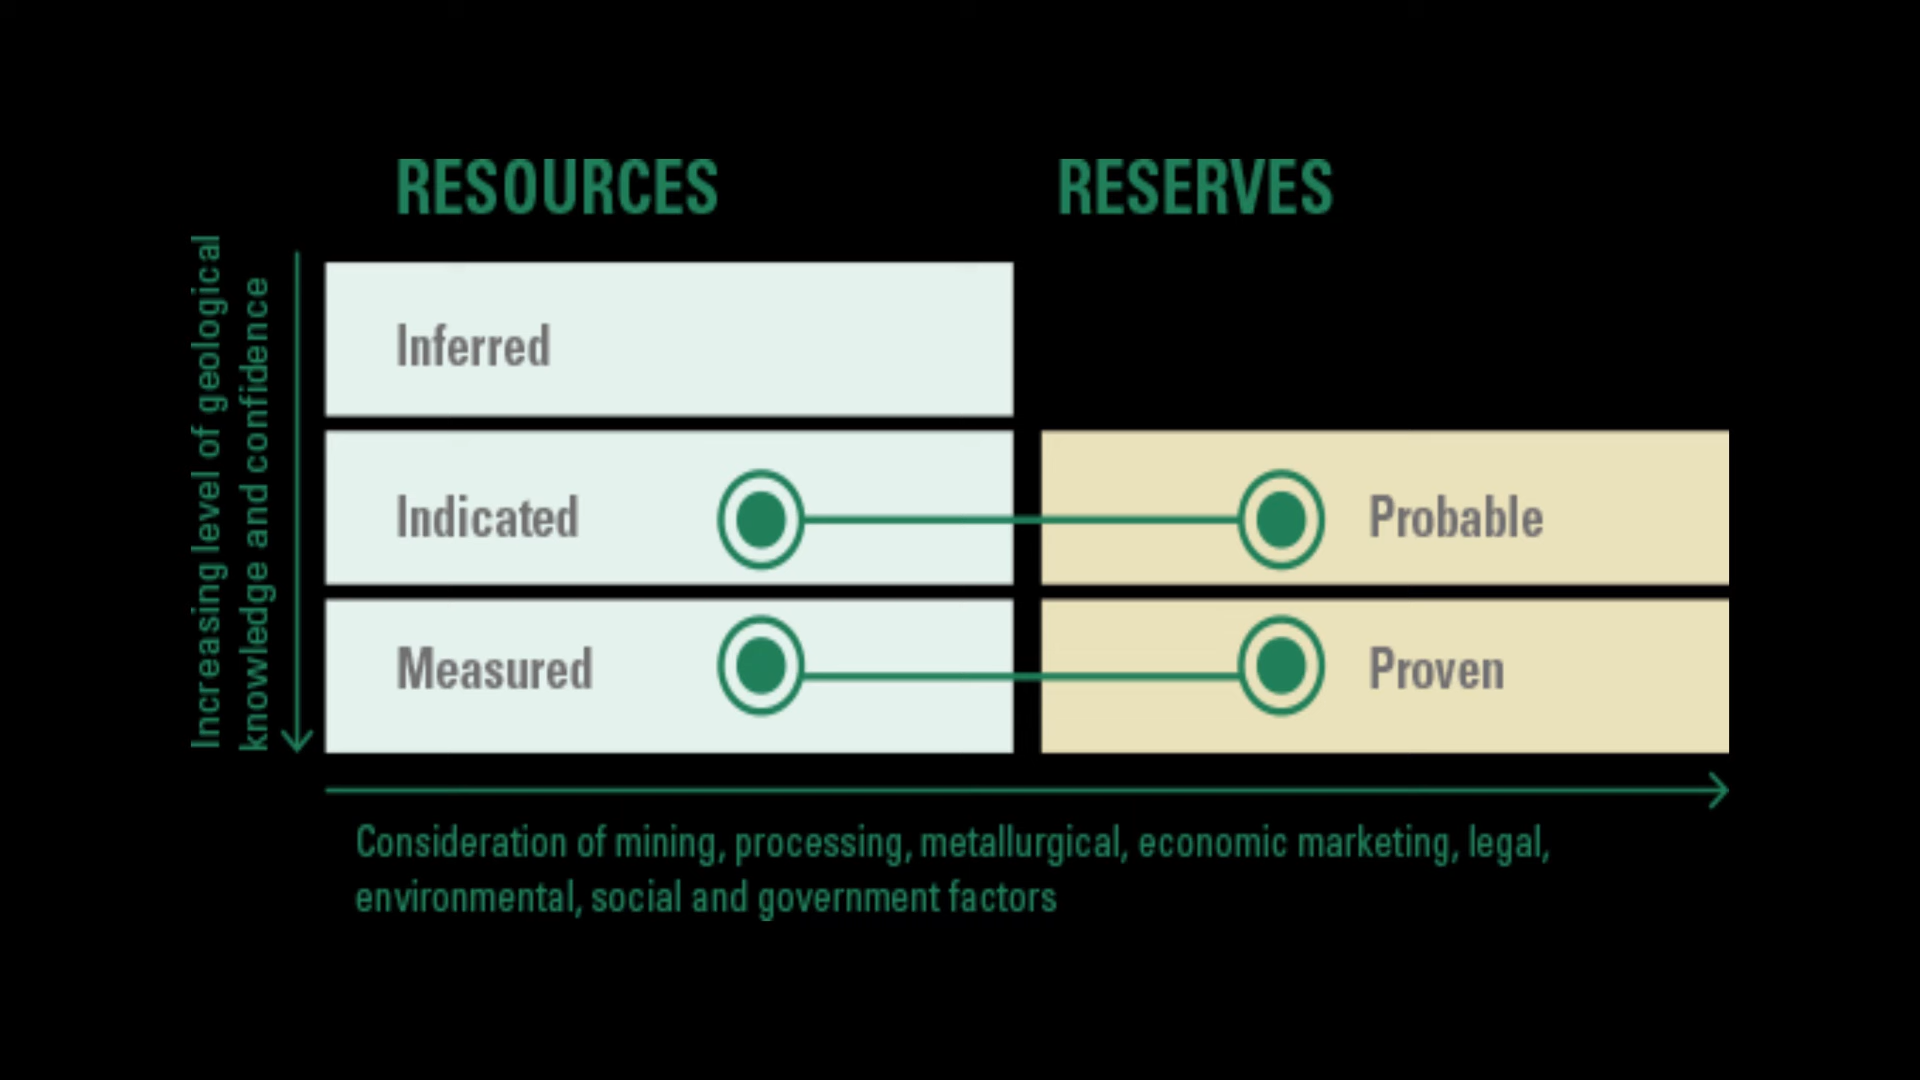 RESOURCES
RESERVES
Increasing level of geological
knowledge and confidence
Inferred
Indicated
Probable
Measured
Proven
Consideration of mining, processing, metallurgical, economic marketing, legal,
environmental, social and government factors